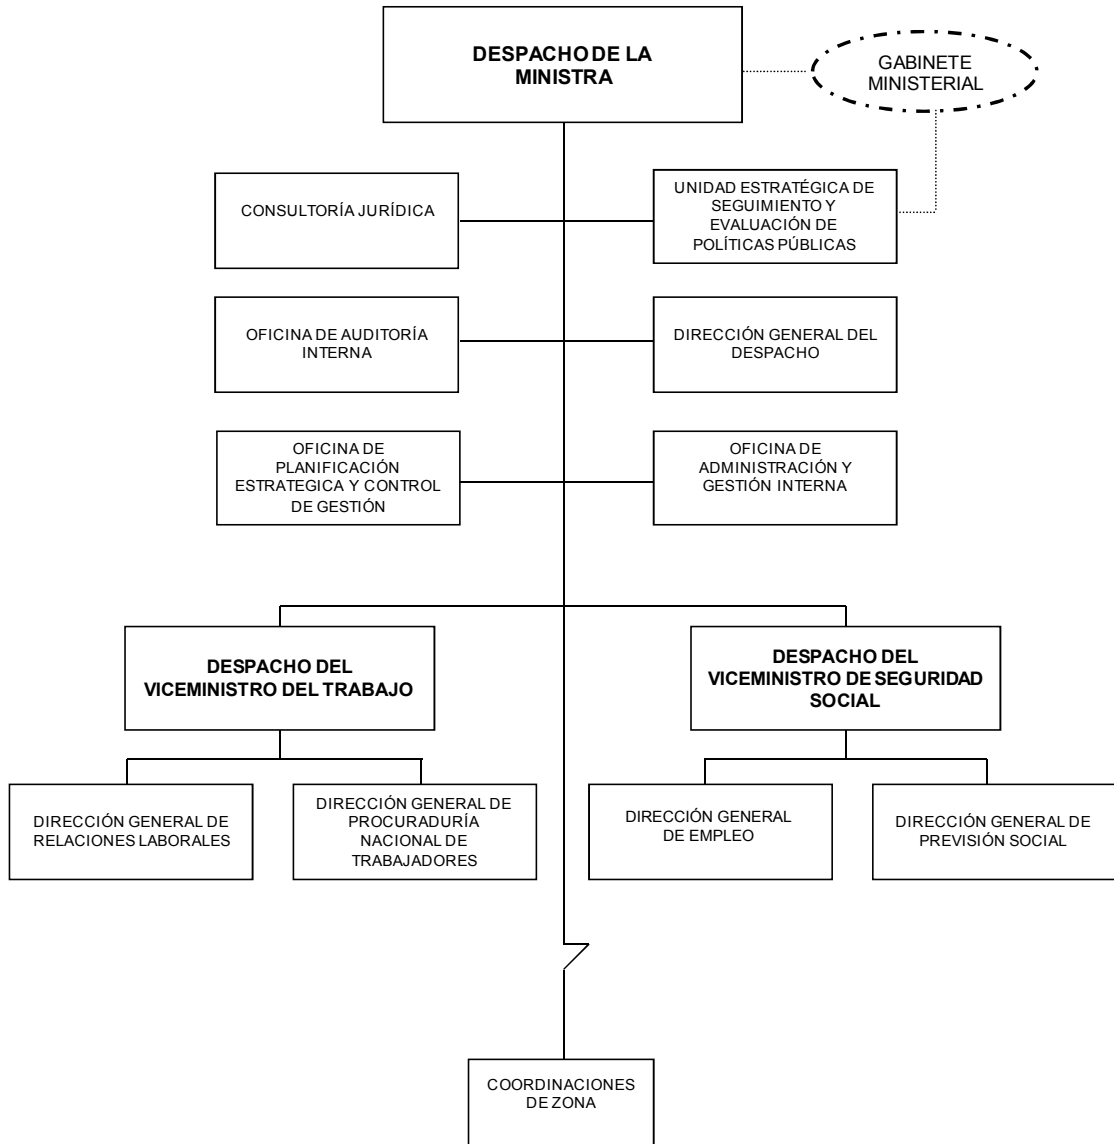 DESPACHO DE LA
MINISTRA
GABINETE
MINISTERIAL
CONSULTORÍA JURÍDICA
UNIDAD ESTRATÉGICA DE
SEGUIMIENTO Y
EVALUACIÓN DE
POLÍTICAS PÚBLICAS
OFICINA DE AUDITORÍA
INTERNA
DIRECCIÓN GENERAL DEL
DESPACHO
OFICINA DE
PLANIFICACIÓN
ESTRATEGICA Y CONTROL
DE GESTIÓN
OFICINA DE
ADMINISTRACIÓN Y
GESTIÓN INTERNA
DESPACHO DEL
VICEMINISTRO DEL TRABAJO
DESPACHO DEL
VICEMINISTRO DE SEGURIDAD
SOCIAL
DIRECCIÓN GENERAL DE
RELACIONES LABORALES
DIRECCIÓN GENERAL DE
PROCURADURÍA
NACIONAL DE
TRABAJADORES
DIRECCIÓN GENERAL
DE EMPLEO
DIRECCIÓN GENERAL DE
PREVISIÓN SOCIAL
COORDINACIONES
DE ZONA